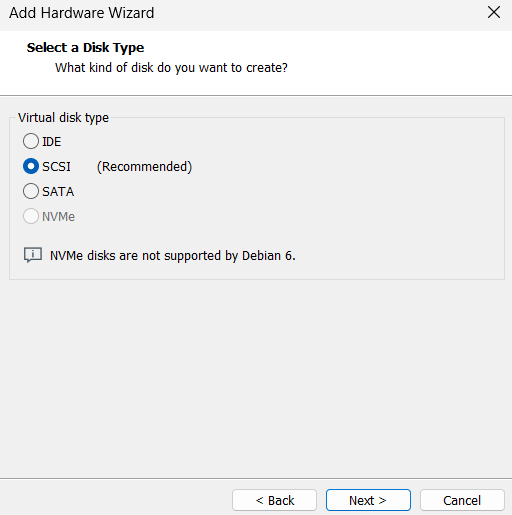 Add Hardware Wizard
Select a Disk Type
What kind of disk do you want to create?
Virtual disk type
IDE
SCSI (Recommended)
SATA
NVMe
NVMe disks are not supported by Debian 6.
< Back Next > Cancel